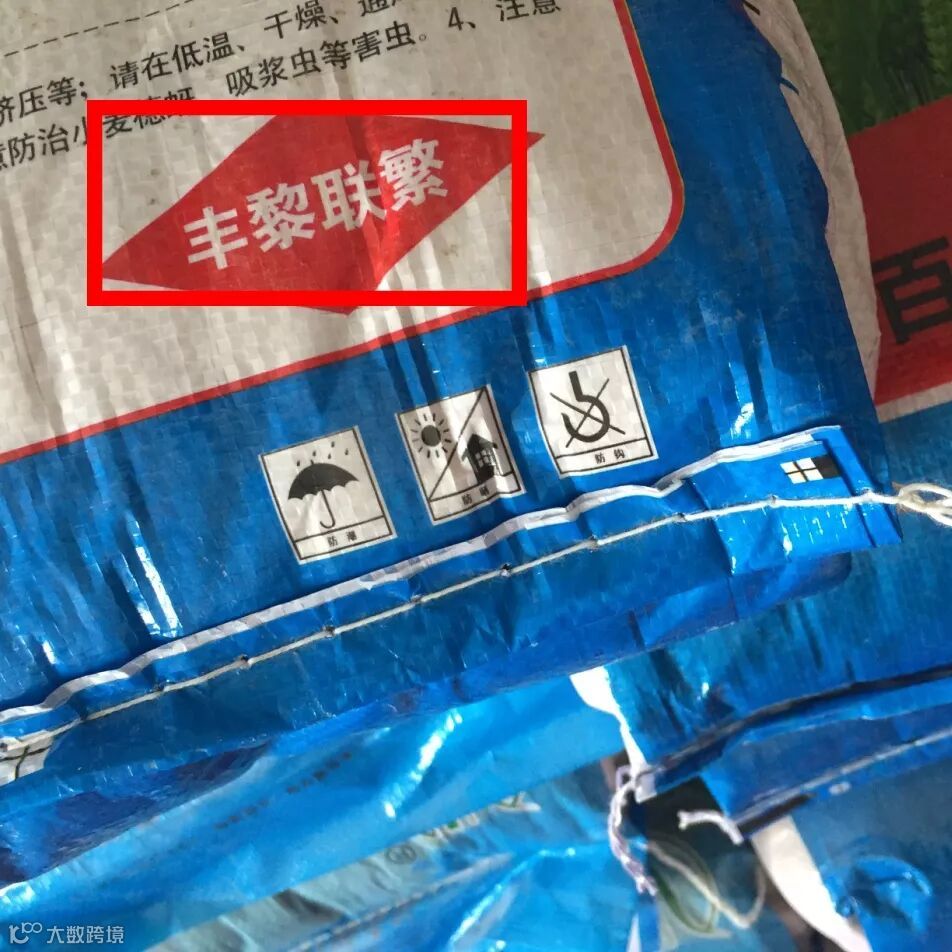 请在低温、干燥、通
挤压等；
吸浆虫等害虫。4、注意
防治小麦穗蚜、
丰黎联繁
百
防潮
防晒
防钩
大数跨境